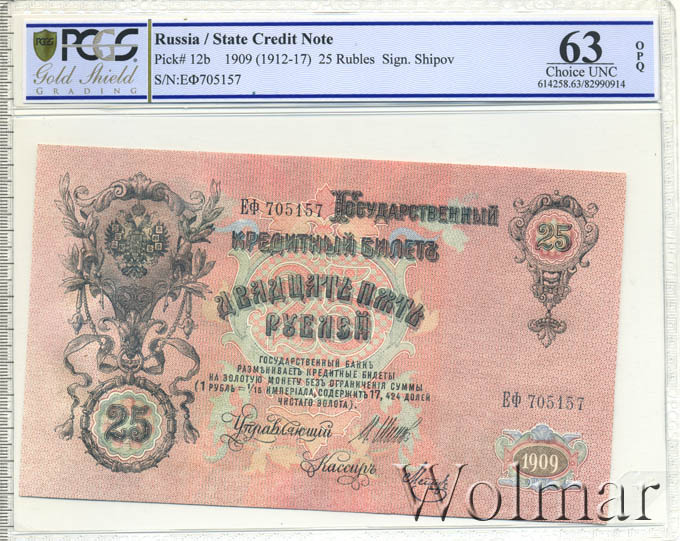 PCGS
PCGS
Gold Shield
GRADING
Russia / State Credit Note
Pick# 12b 1909 (1912-17) 25 Rubles Sign. Shipov
S/N:ЕФ705157
63
Choice UNC
614258.63/82990914
OPQ
ЕФ 705157 Государственный
Кредитный Билетъ
25
Двадцать пять
рублей
ГОСУДАРСТВЕННЫЙ БАНКЪ
РАЗМѢНИВАЕТЪ КРЕДИТНЫЕ БИЛЕТЫ
НА ЗОЛОТУЮ МОНЕТУ БЕЗЪ ОГРАНИЧЕНІЯ СУММЫ
(1 РУБЛЬ = 1/15 ИМПЕРІАЛА, СОДЕРЖИТЪ 17,424 ДОЛЕЙ
ЧИСТАГО ЗОЛОТА).
ЕФ 705157
25
Управляющій
Кассиръ
1909
Wolmar